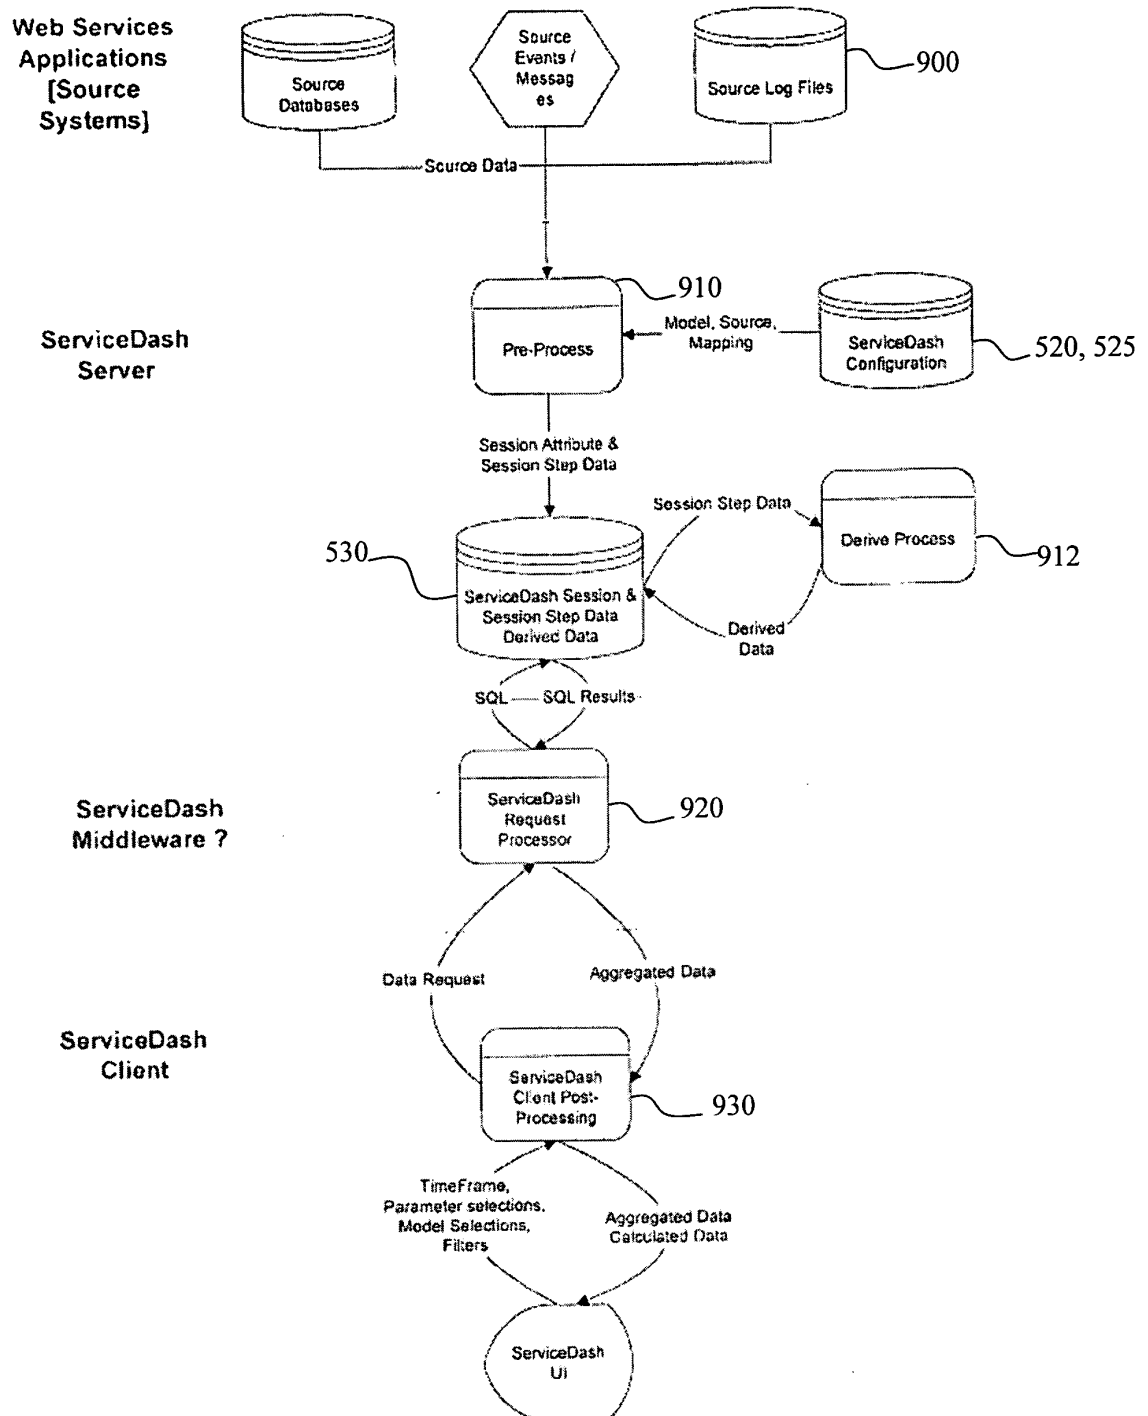 Web Services
Applications
[Source
Systems]
Source
Databases
Source
Events /
Messag
es
Source Log Files
900
Source Data
910
ServiceDash
Server
Pre-Process
Model, Source,
Mapping
ServiceDash
Configuration
520, 525
Session Attribute &
Session Step Data
Session Step Data
Derive Process
912
530
ServiceDash Session &
Session Step Data
Derived Data
Derived
Data
SQL
SQL Results
ServiceDash
Middleware ?
ServiceDash
Request
Processor
920
Data Request
Aggregated Data
ServiceDash
Client
ServiceDash
Client Post-
Processing
930
TimeFrame,
Parameter selections,
Model Selections,
Filters
Aggregated Data
Calculated Data
ServiceDash
UI